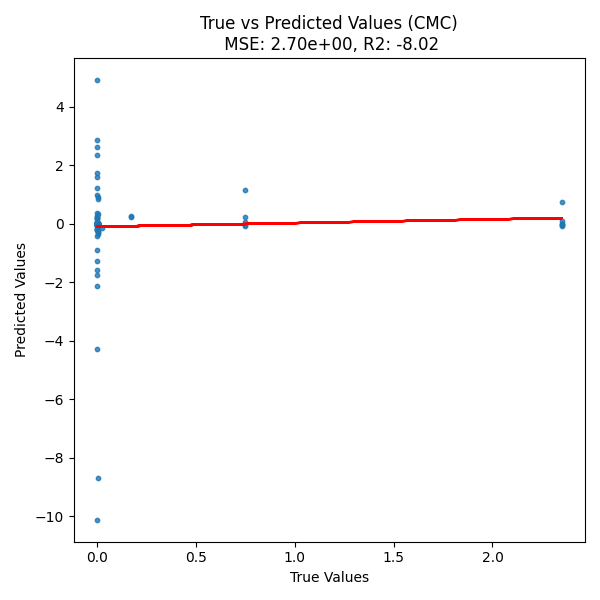 True vs Predicted Values (CMC)
MSE: 2.70e+00, R2: -8.02
4
2
0
−2
−4
−6
−8
−10
Predicted Values
0.0 0.5 1.0 1.5 2.0
True Values